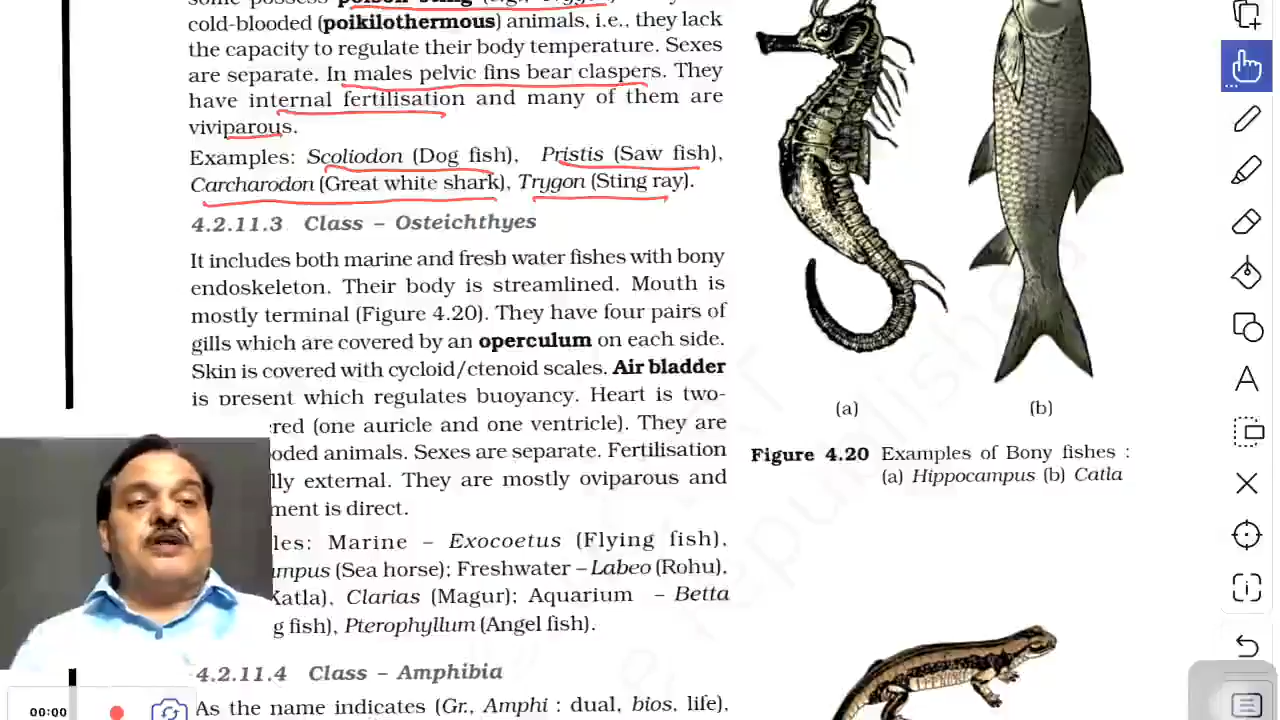 cold-blooded (poikilothermous) animals, i.e., they lack
the capacity to regulate their body temperature. Sexes
are separate. In males pelvic fins bear claspers. They
have internal fertilisation and many of them are
viviparous.
Examples: Scoliodon (Dog fish), Pristis (Saw fish),
Carcharodon (Great white shark), Trygon (Sting ray).
4.2.11.3 Class – Osteichthyes
It includes both marine and fresh water fishes with bony
endoskeleton. Their body is streamlined. Mouth is
mostly terminal (Figure 4.20). They have four pairs of
gills which are covered by an operculum on each side.
Skin is covered with cycloid/ctenoid scales. Air bladder
is present which regulates buoyancy. Heart is two-
ered (one auricle and one ventricle). They are
oded animals. Sexes are separate. Fertilisation
lly external. They are mostly oviparous and
ment is direct.
les: Marine – Exocoetus (Flying fish),
mpus (Sea horse); Freshwater – Labeo (Rohu),
Katla), Clarias (Magur); Aquarium – Betta
g fish), Pterophyllum (Angel fish).
4.2.11.4 Class – Amphibia
As the name indicates (Gr., Amphi : dual, bios, life),
(a)
(b)
Figure 4.20 Examples of Bony fishes :
(a) Hippocampus (b) Catla
A
00:00